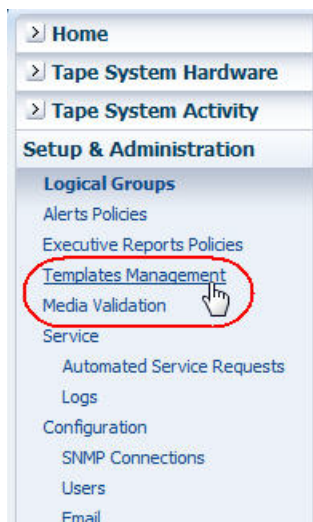 Home
Tape System Hardware
Tape System Activity
Setup & Administration
Logical Groups
Alerts Policies
Executive Reports Policies
Templates Management
Media Validation
Service
Automated Service Requests
Logs
Configuration
SNMP Connections
Users
Email